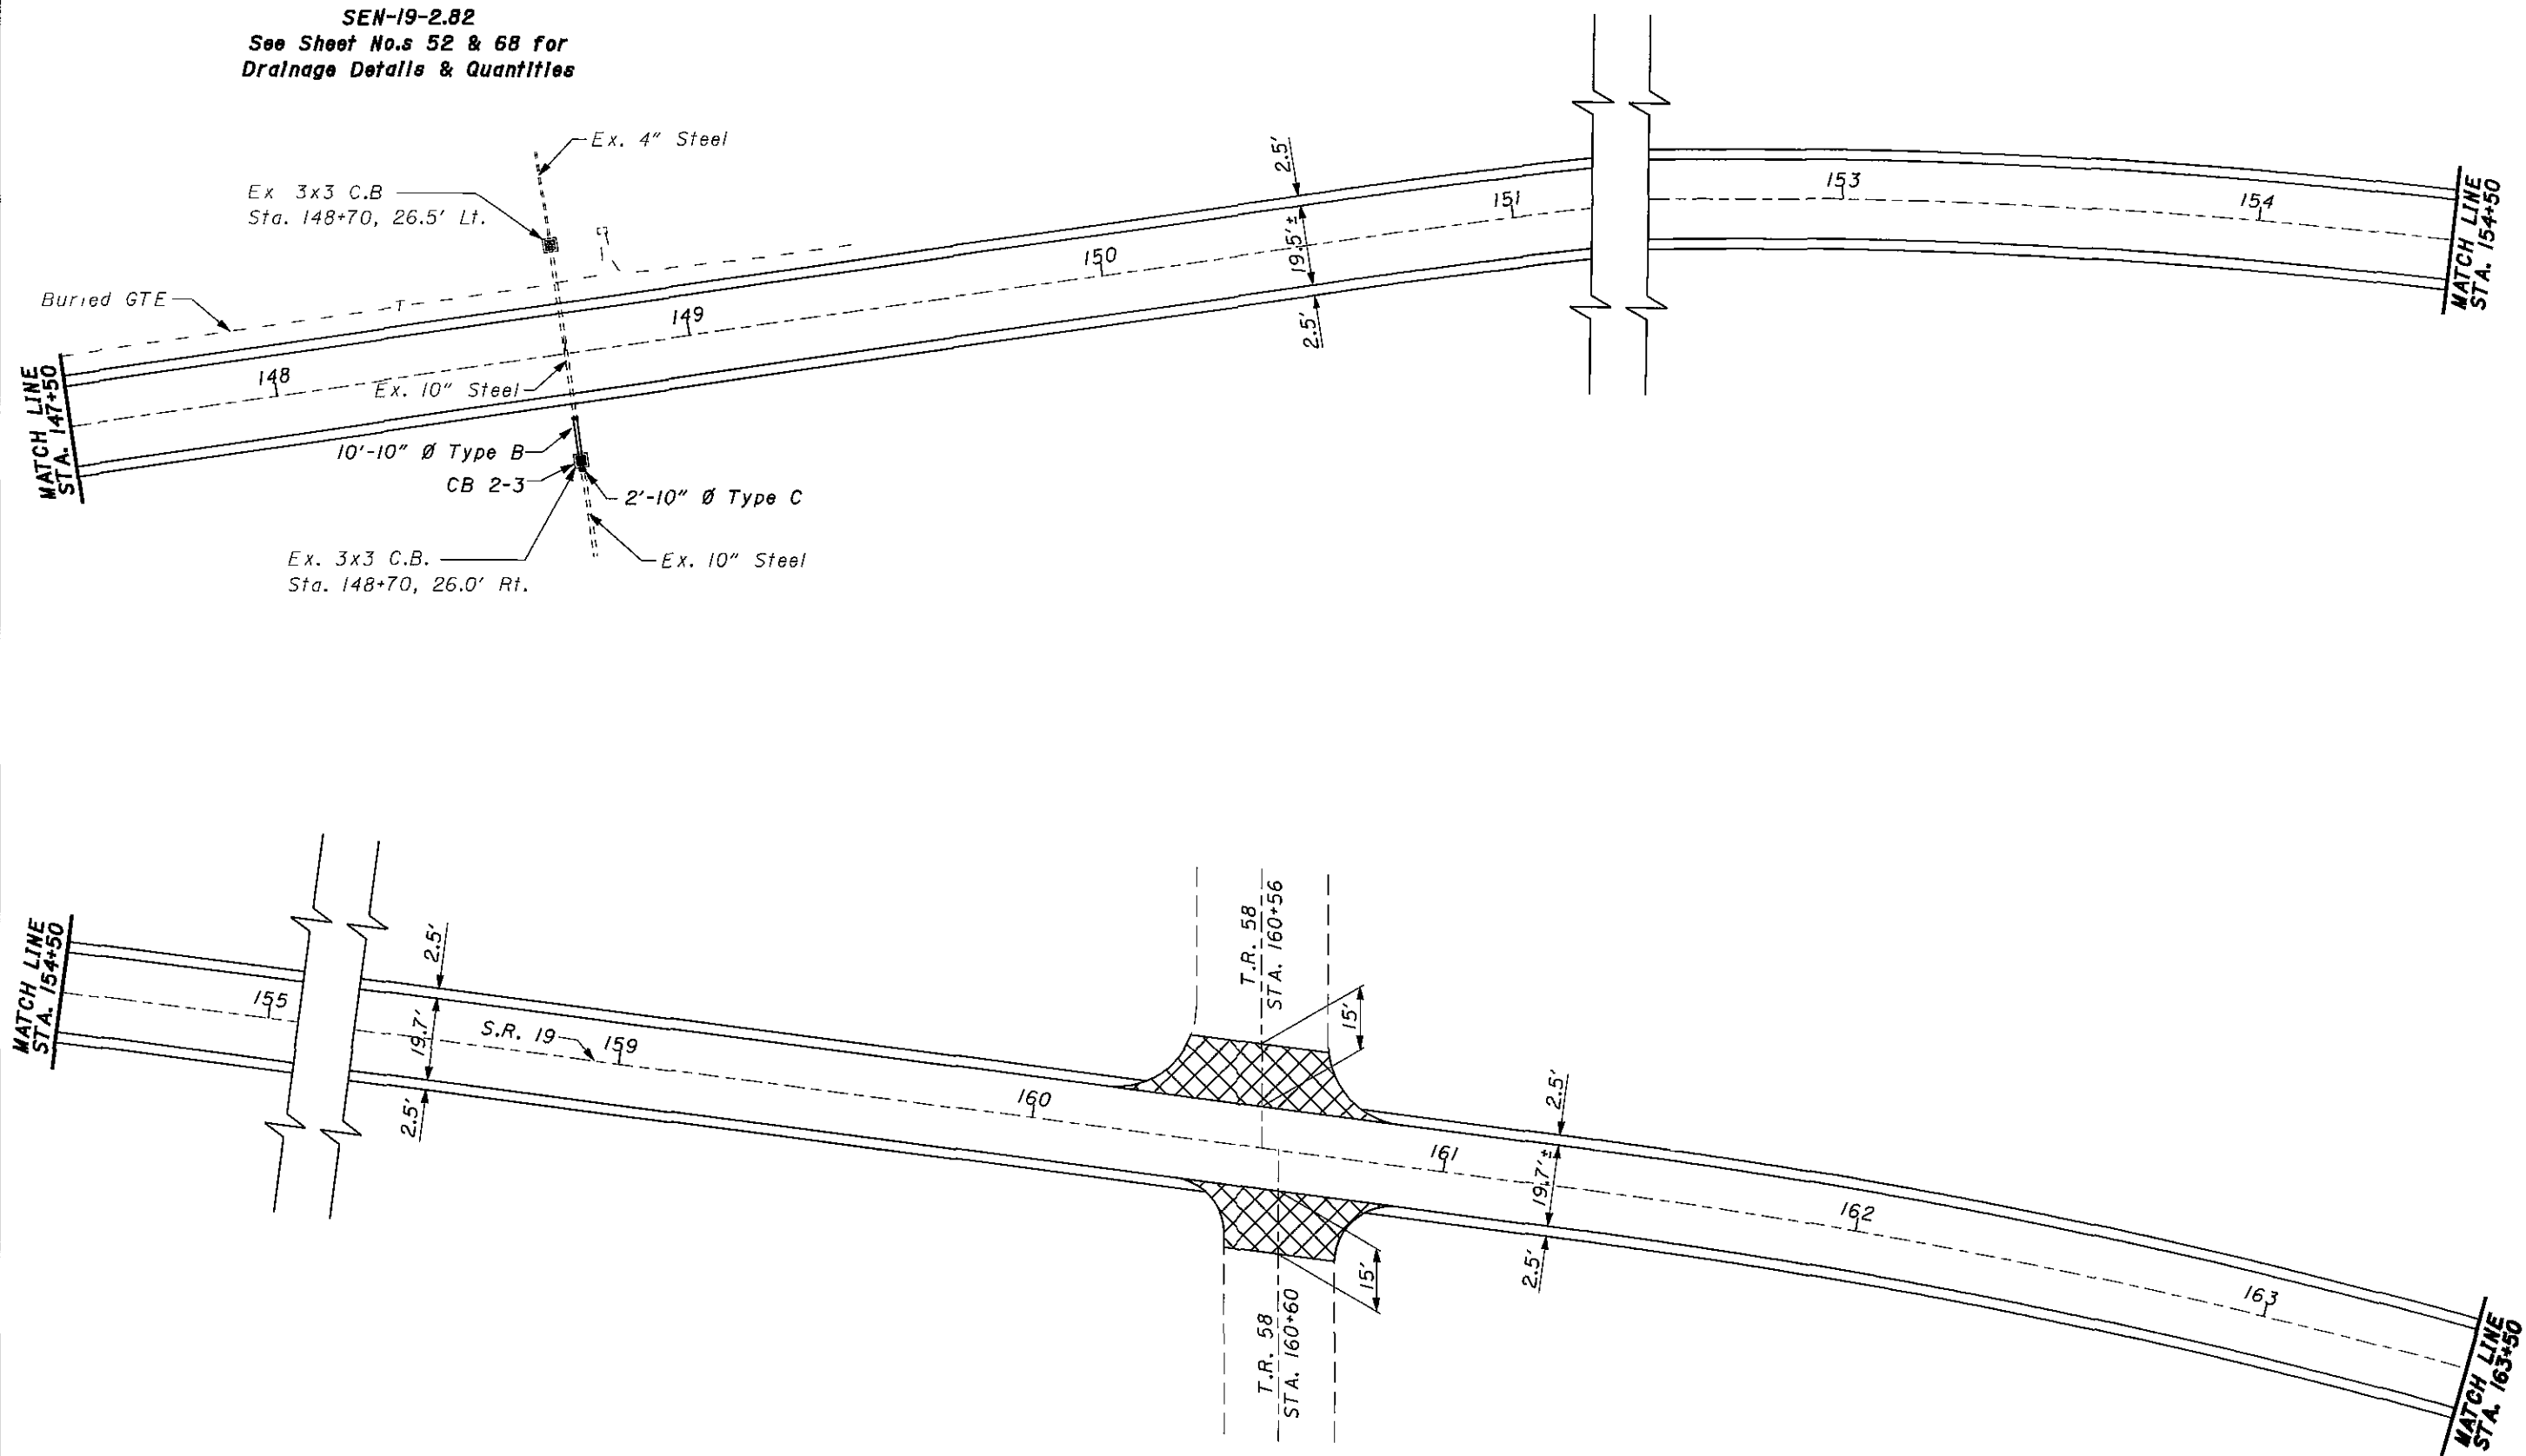 SEN-19-2.82
See Sheet No.s 52 & 68 for
Drainage Details & Quantities
Ex. 4" Steel
Ex 3x3 C.B
Sta. 148+70, 26.5' Lt.
Buried GTE
T
MATCH LINE
STA. 147+50
148
149
150
151
153
154
2.5'
19.5'±
2.5'
MATCH LINE
STA. 154+50
Ex. 10" Steel
10'-10" Ø Type B
CB 2-3
2'-10" Ø Type C
Ex. 3x3 C.B.
Sta. 148+70, 26.0' Rt.
Ex. 10" Steel
MATCH LINE
STA. 154+50
155
2.5'
19.7'
2.5'
S.R. 19
159
160
T.R. 58
STA. 160+56
15'
161
2.5'
19.7'±
2.5'
162
163
15'
T.R. 58
STA. 160+60
MATCH LINE
STA. 163+50